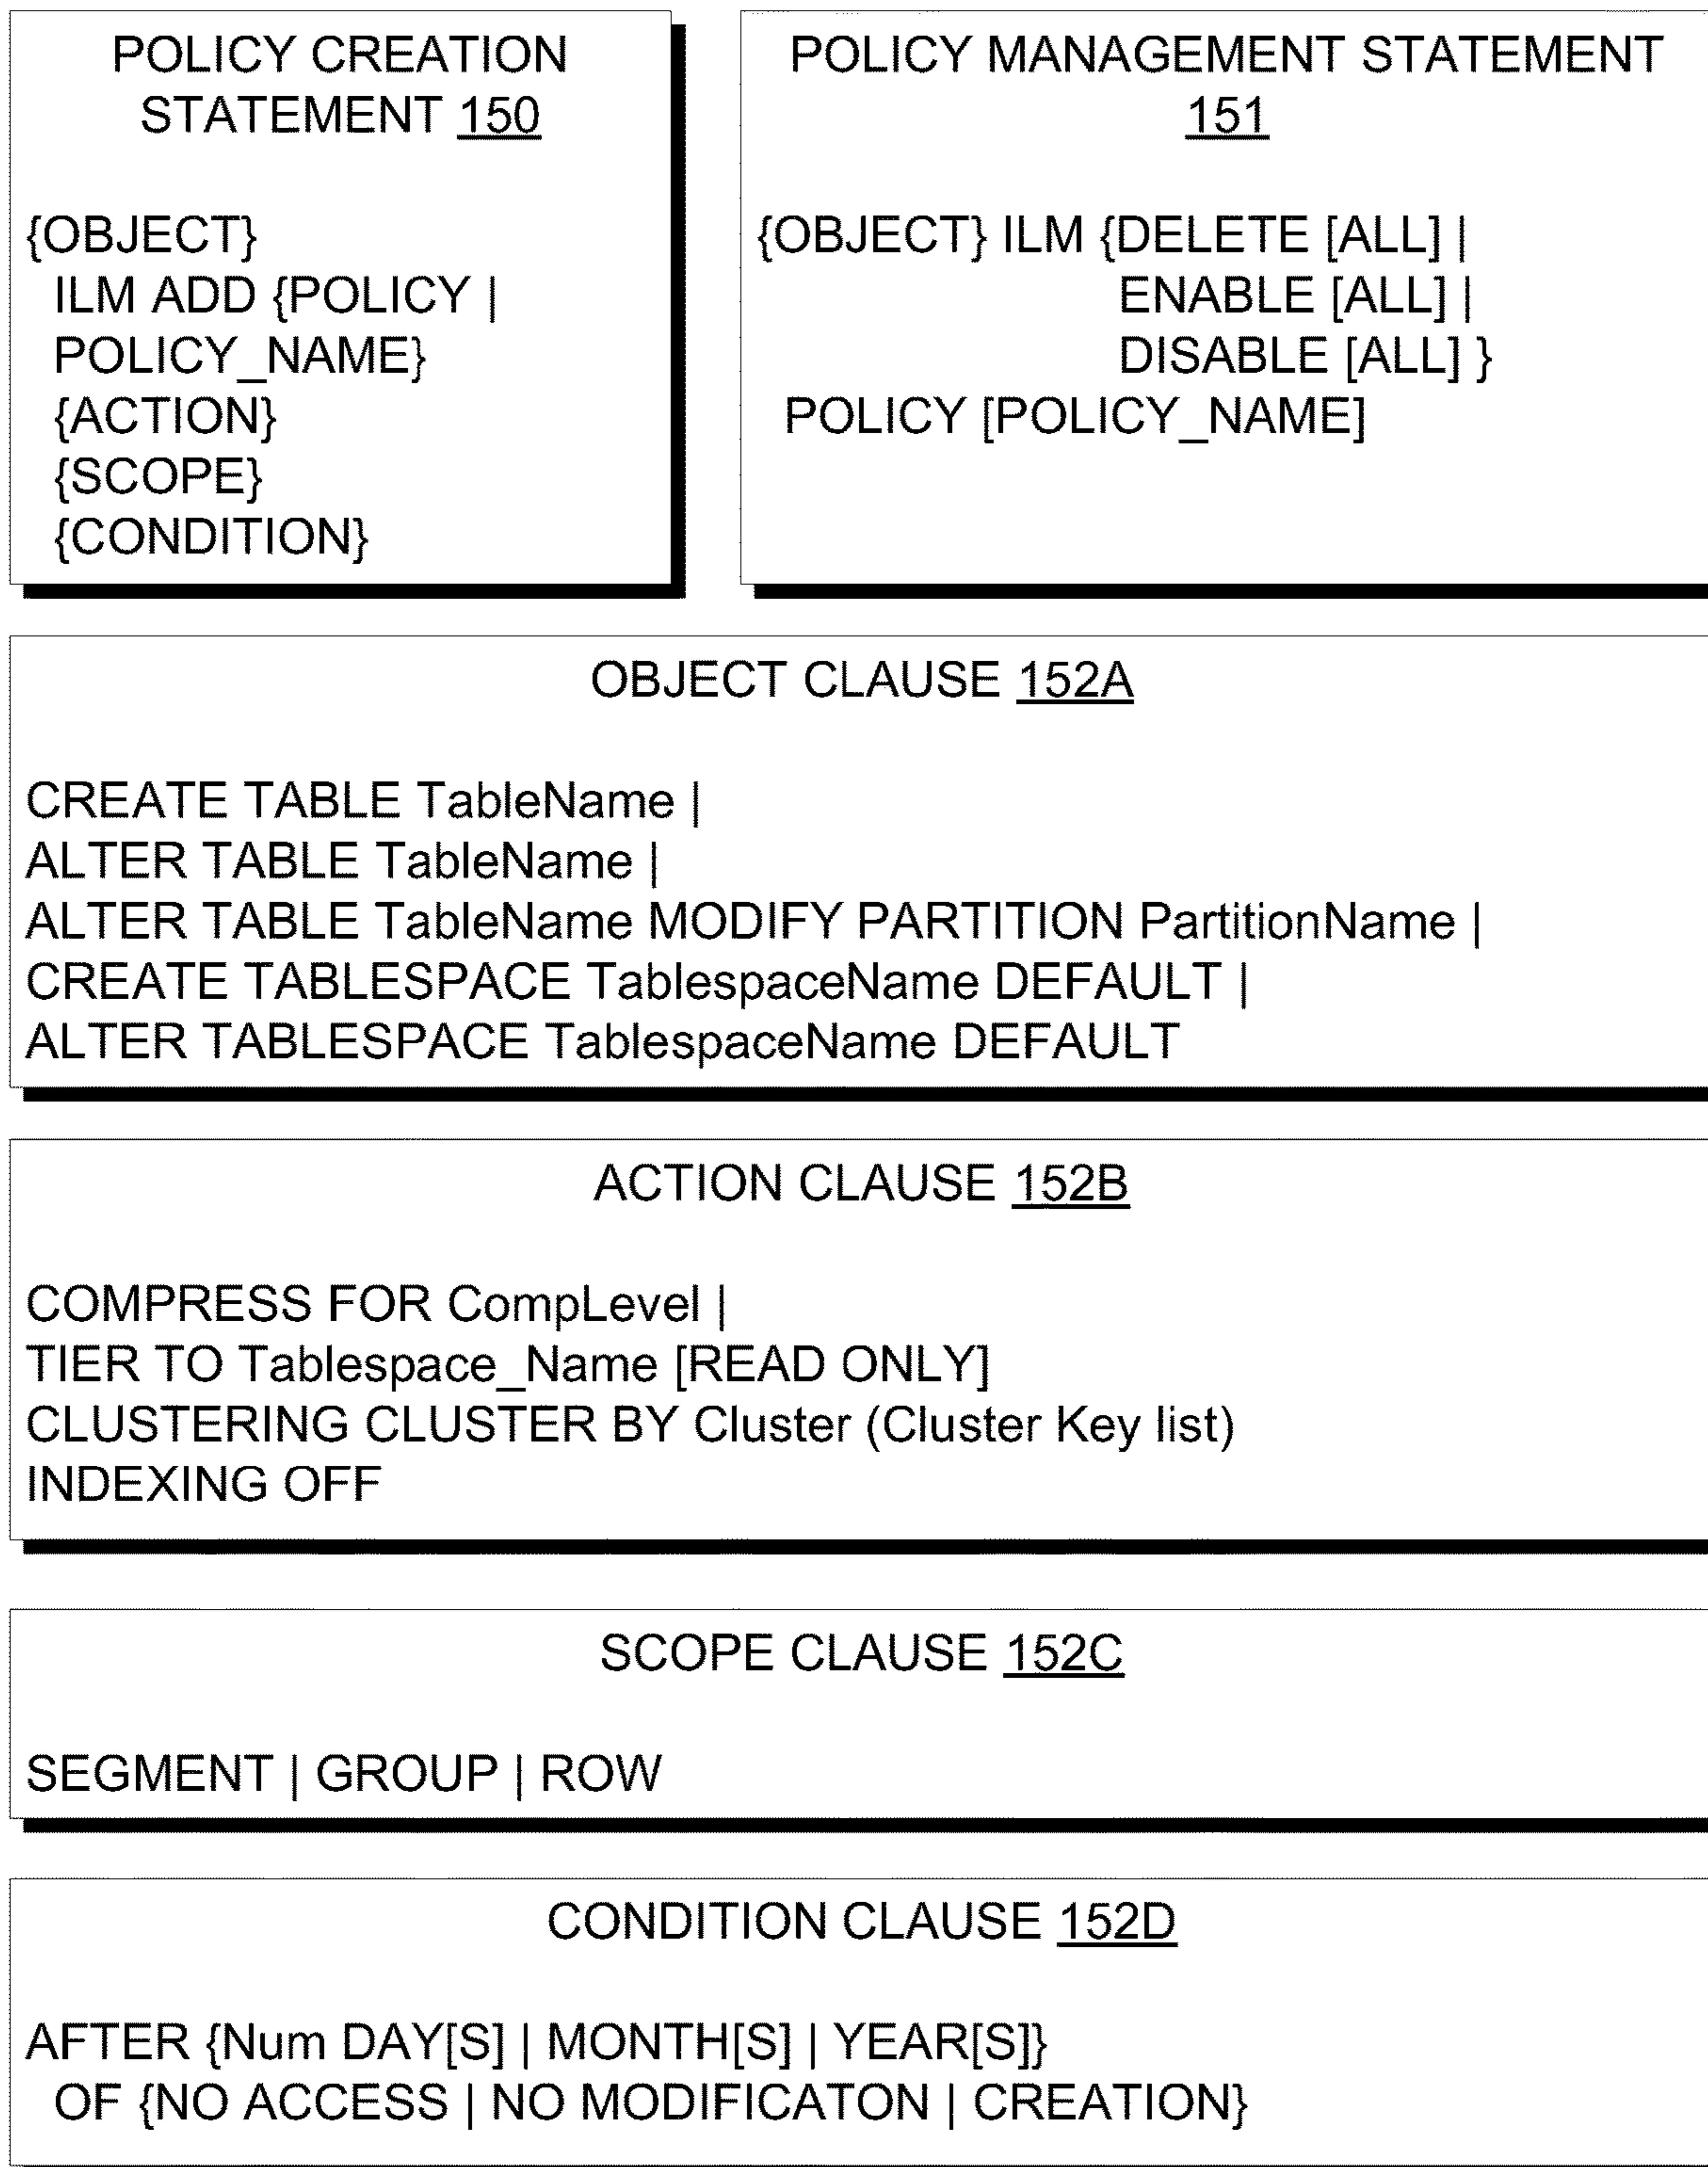 POLICY CREATION
STATEMENT 150
{OBJECT}
ILM ADD {POLICY |
POLICY_NAME}
{ACTION}
{SCOPE}
{CONDITION}
POLICY MANAGEMENT STATEMENT
151
{OBJECT} ILM {DELETE [ALL] |
ENABLE [ALL] |
DISABLE [ALL] }
POLICY [POLICY_NAME]
OBJECT CLAUSE 152A
CREATE TABLE TableName |
ALTER TABLE TableName |
ALTER TABLE TableName MODIFY PARTITION PartitionName |
CREATE TABLESPACE TablespaceName DEFAULT |
ALTER TABLESPACE TablespaceName DEFAULT
ACTION CLAUSE 152B
COMPRESS FOR CompLevel |
TIER TO Tablespace_Name [READ ONLY]
CLUSTERING CLUSTER BY Cluster (Cluster Key list)
INDEXING OFF
SCOPE CLAUSE 152C
SEGMENT | GROUP | ROW
CONDITION CLAUSE 152D
AFTER {Num DAY[S] | MONTH[S] | YEAR[S]}
OF {NO ACCESS | NO MODIFICATON | CREATION}